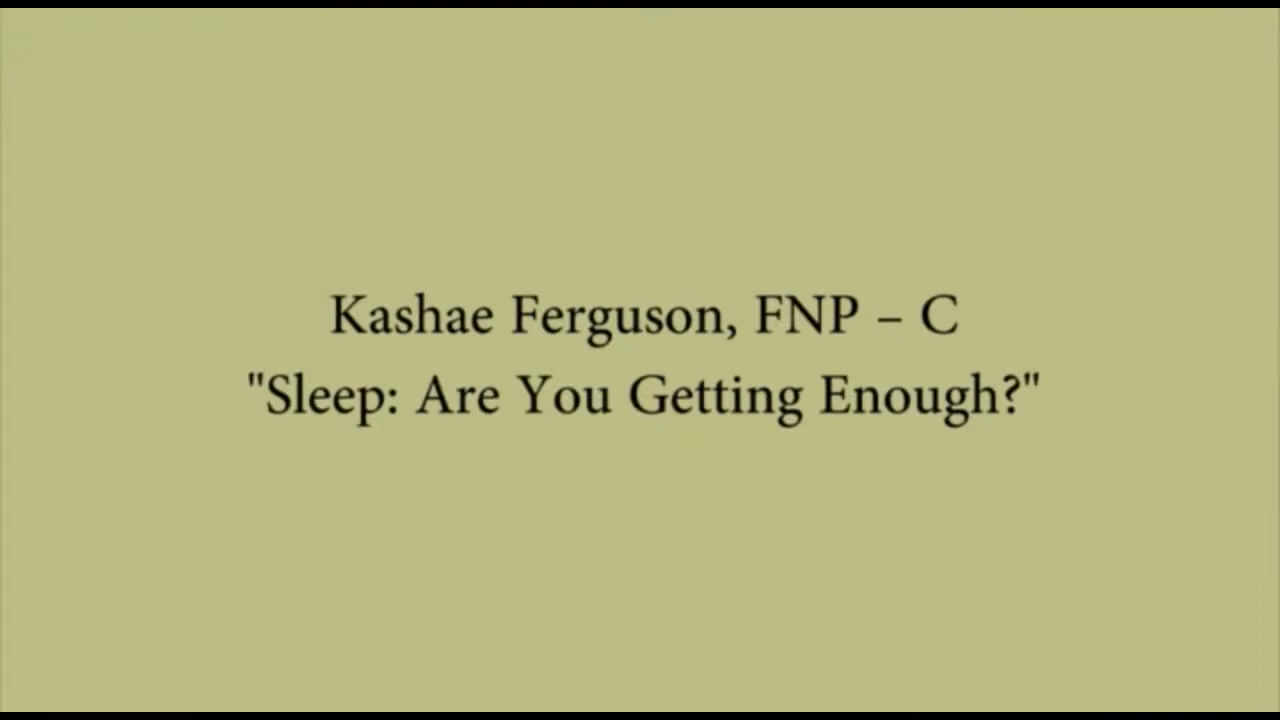 Kashae Ferguson, FNP – C
"Sleep: Are You Getting Enough?"